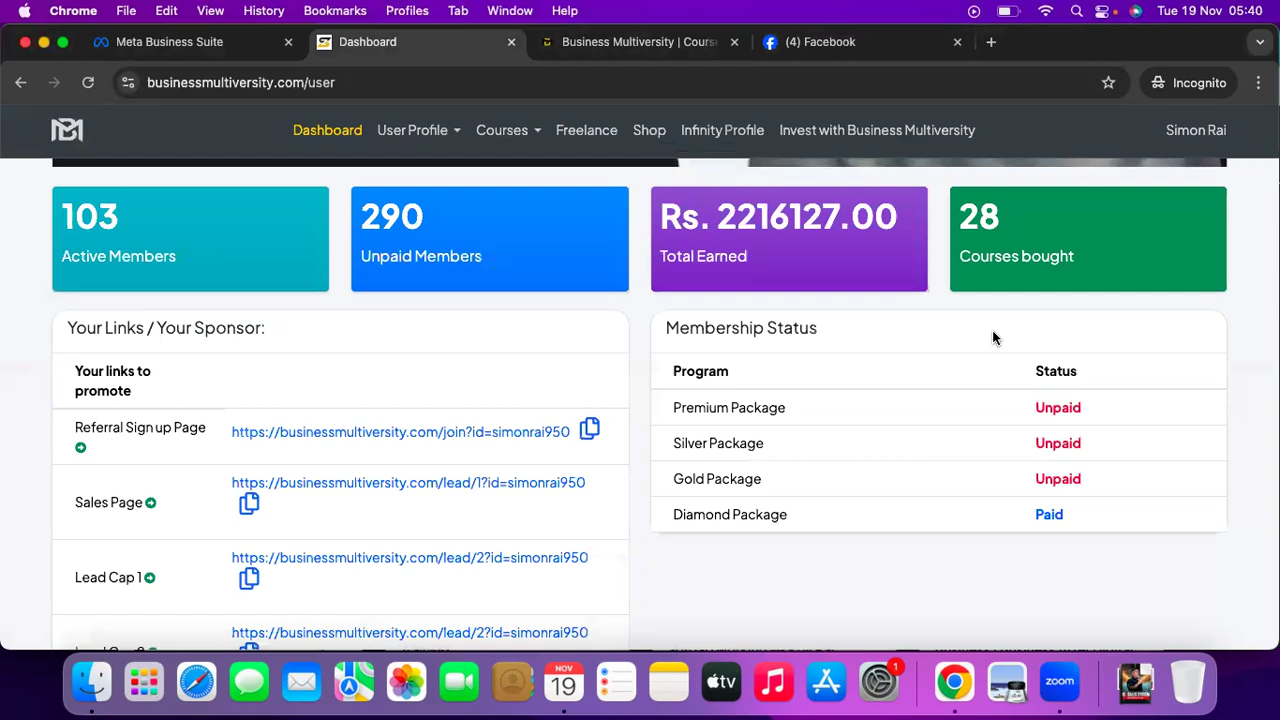 Chrome File Edit View History Bookmarks Profiles Tab Window Help Tue 19 Nov 05:40
Meta Business Suite Dashboard Business Multiversity | Cours (4) Facebook
businessmultiversity.com/user Incognito
Dashboard User Profile Courses Freelance Shop Infinity Profile Invest with Business Multiversity Simon Rai
103 290 Rs. 2216127.00 28
Active Members Unpaid Members Total Earned Courses bought
Your Links / Your Sponsor: Membership Status
Your links to
promote
Program Status
Referral Sign up Page https://businessmultiversity.com/join?id=simonrai950
Premium Package Unpaid
Silver Package Unpaid
Sales Page https://businessmultiversity.com/lead/1?id=simonrai950
Gold Package Unpaid
Diamond Package Paid
Lead Cap 1 https://businessmultiversity.com/lead/2?id=simonrai950
https://businessmultiversity.com/lead/2?id=simonrai950
NOV
19
tv
1
zoom